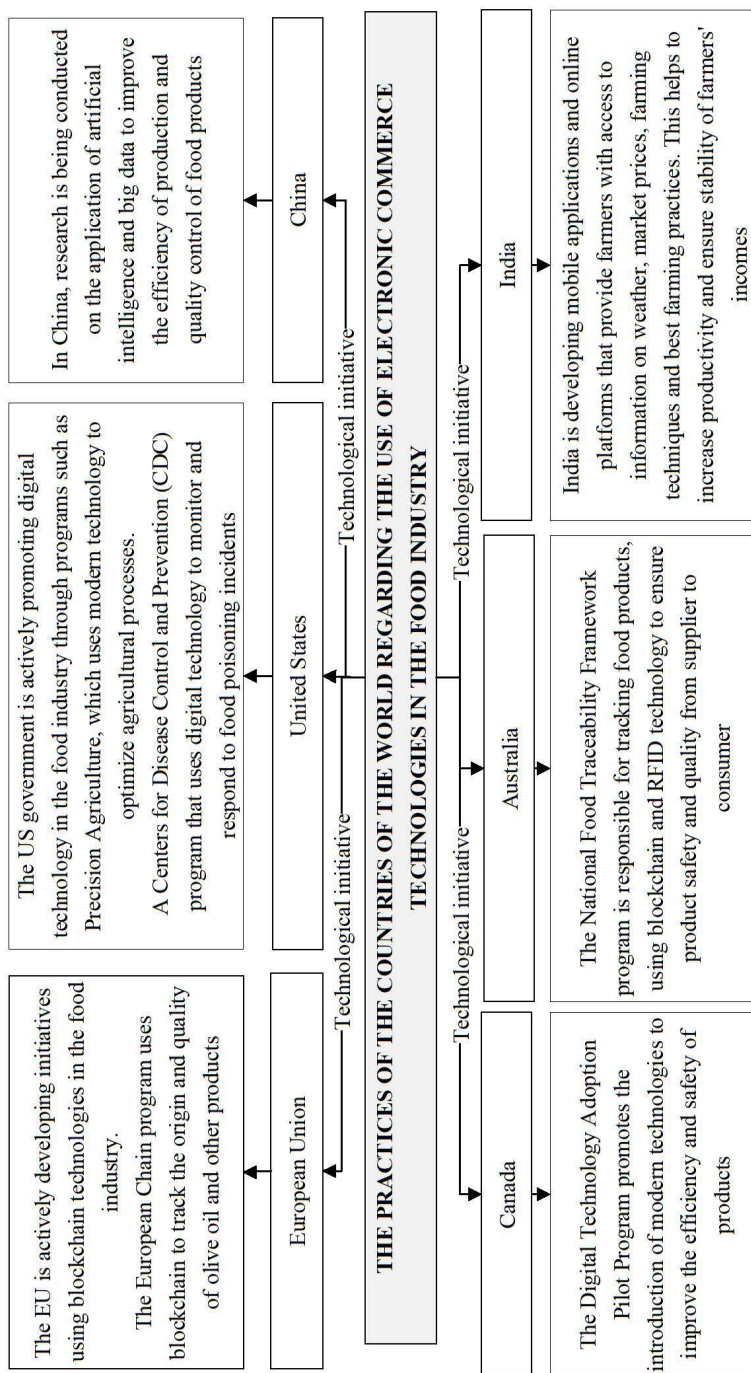 The EU is actively developing initiatives
using blockchain technologies in the food
industry.
The European Chain program uses
blockchain to track the origin and quality
of olive oil and other products
The US government is actively promoting digital
technology in the food industry through programs such as
Precision Agriculture, which uses modern technology to
optimize agricultural processes.
A Centers for Disease Control and Prevention (CDC)
program that uses digital technology to monitor and
respond to food poisoning incidents
In China, research is being conducted
on the application of artificial
intelligence and big data to improve
the efficiency of production and
quality control of food products
European Union
United States
China
Technological initiative
Technological initiative
THE PRACTICES OF THE COUNTRIES OF THE WORLD REGARDING THE USE OF ELECTRONIC COMMERCE
TECHNOLOGIES IN THE FOOD INDUSTRY
Technological initiative
Technological initiative
Canada
Australia
India
The Digital Technology Adoption
Pilot Program promotes the
introduction of modern technologies to
improve the efficiency and safety of
products
The National Food Traceability Framework
program is responsible for tracking food products,
using blockchain and RFID technology to ensure
product safety and quality from supplier to
consumer
India is developing mobile applications and online
platforms that provide farmers with access to
information on weather, market prices, farming
techniques and best farming practices. This helps to
increase productivity and ensure stability of farmers'
incomes